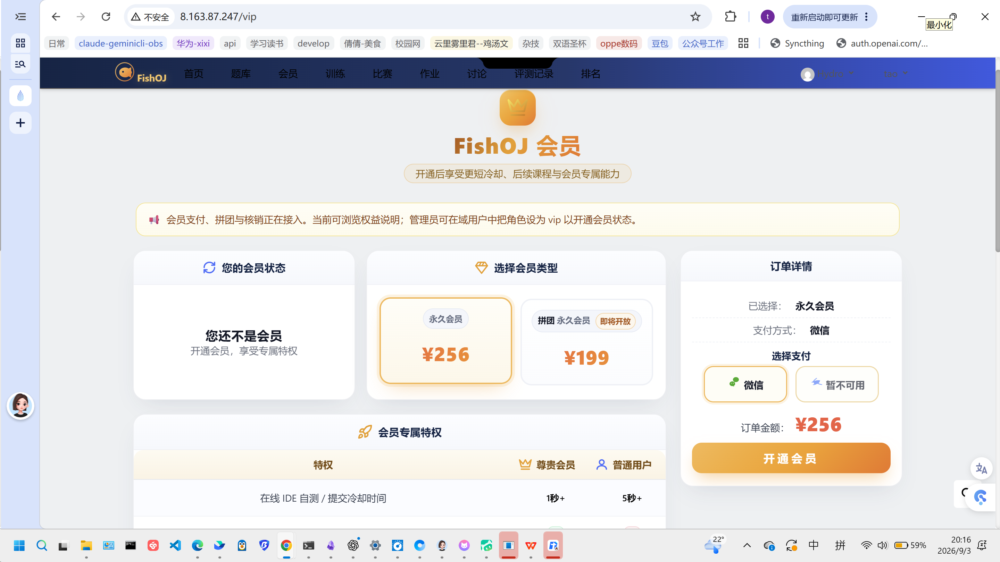 不安全
8.163.87.247/vip
t
重新启动即可更新
最小化
日常
claude-geminicli-obs
华为-xixi
api
学习读书
develop
倩倩-美食
校园网
云里雾里君--鸡汤文
杂技
双语圣杯
oppe数码
豆包
公众号工作
Syncthing
auth.openai.com/...
FishOJ
首页
题库
会员
训练
比赛
作业
讨论
评测记录
排名
Hydro
tao
FishOJ 会员
开通后享受更短冷却、后续课程与会员专属能力
会员支付、拼团与核销正在接入。当前可浏览权益说明；管理员可在域用户中把角色设为 vip 以开通会员状态。
您的会员状态
您还不是会员
开通会员，享受专属特权
选择会员类型
永久会员
¥256
拼团 永久会员 即将开放
¥199
订单详情
已选择： 永久会员
支付方式： 微信
选择支付
微信
暂不可用
订单金额： ¥256
开通会员
会员专属特权
特权
尊贵会员
普通用户
在线 IDE 自测 / 提交冷却时间
1秒+
5秒+
22°
中
拼
59%
20:16
2026/9/3